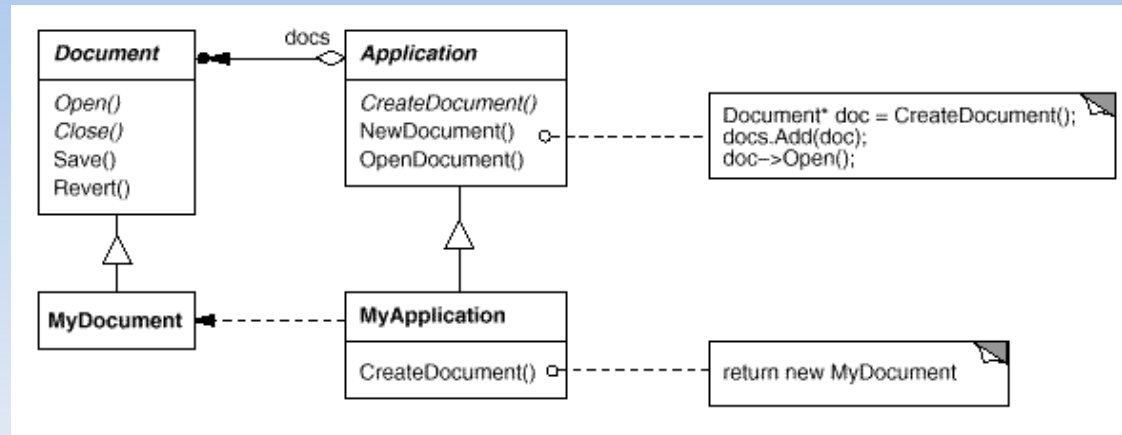 Document
Open()
Close()
Save()
Revert()
docs
Application
CreateDocument()
NewDocument()
OpenDocument()
Document* doc = CreateDocument();
docs.Add(doc);
doc–>Open();
MyDocument
MyApplication
CreateDocument()
return new MyDocument